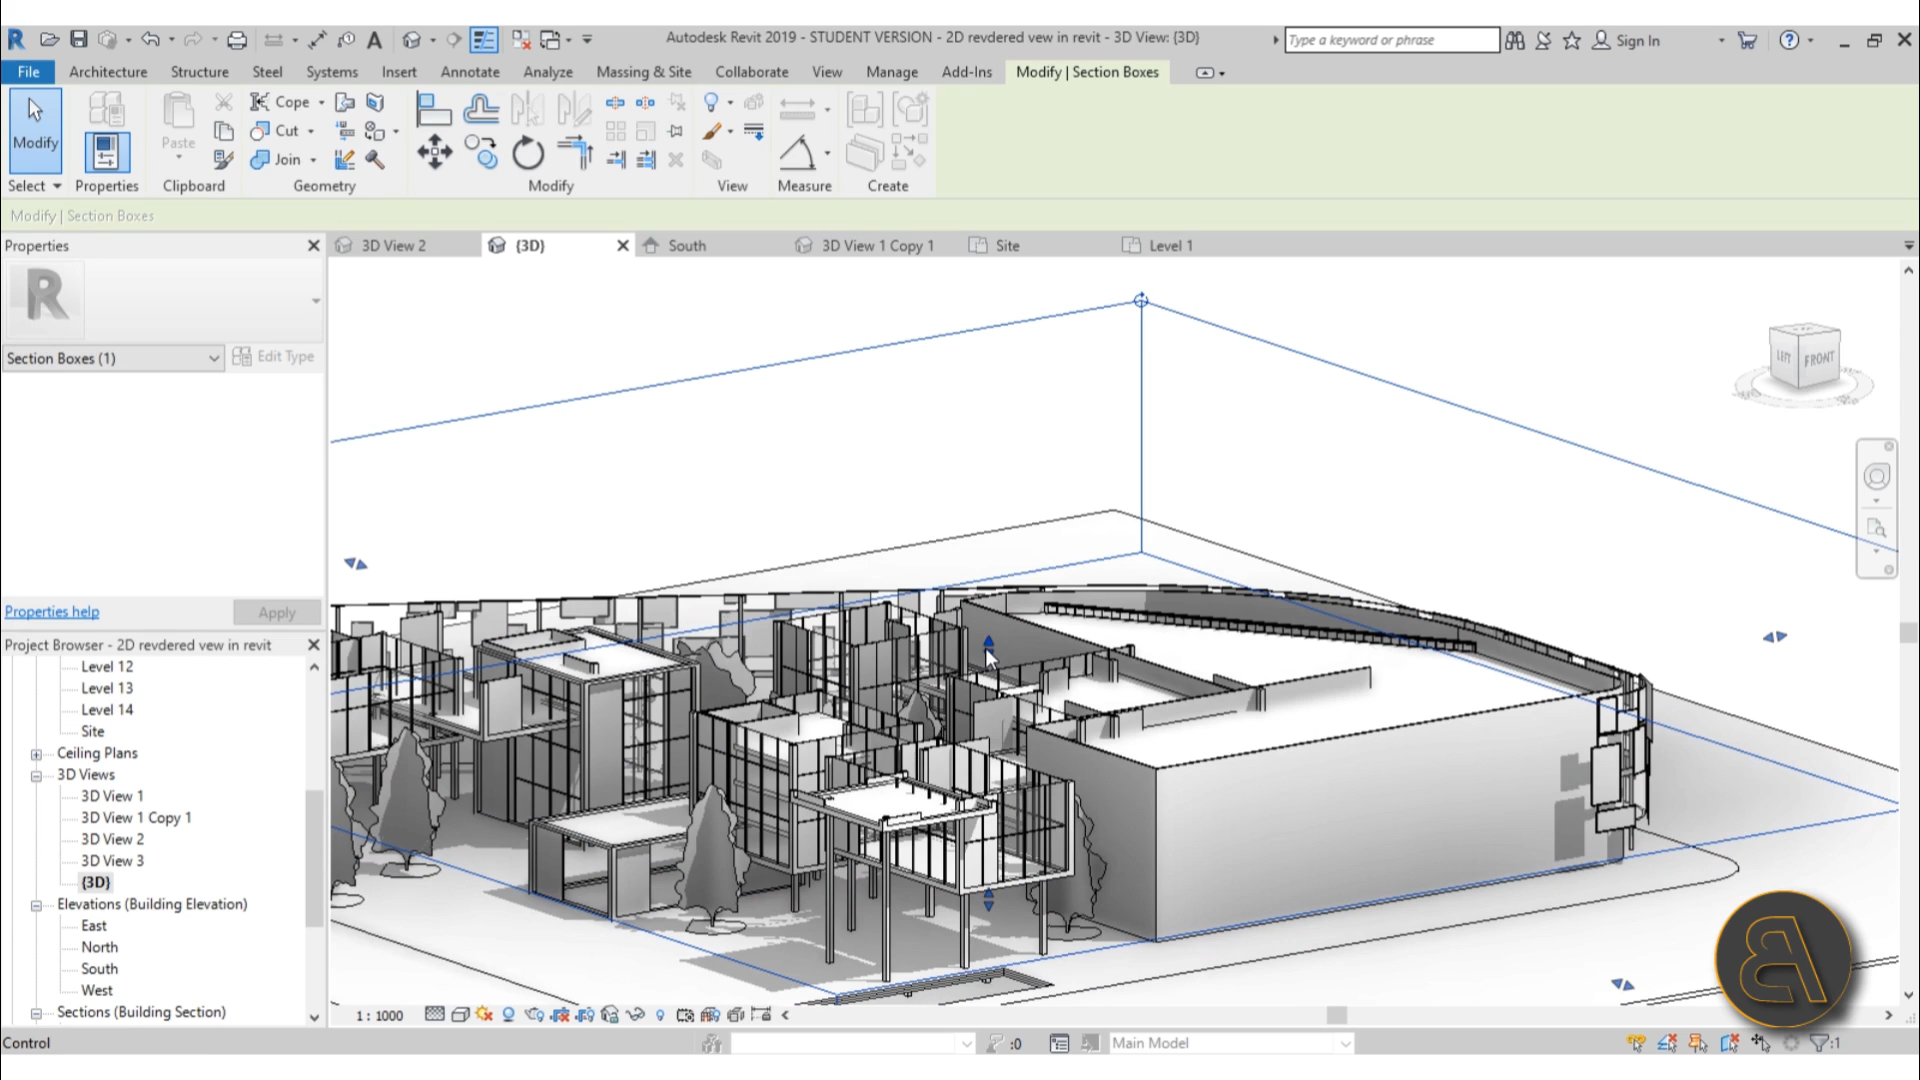 Autodesk Revit 2019 - STUDENT VERSION - 2D revdered vew in revit - 3D View: {3D}
Type a keyword or phrase
Sign In
File Architecture Structure Steel Systems Insert Annotate Analyze Massing & Site Collaborate View Manage Add-Ins Modify | Section Boxes
Modify
Paste
Cope
Cut
Join
Select Properties Clipboard Geometry Modify View Measure Create
Modify | Section Boxes
Properties
3D View 2 {3D} South 3D View 1 Copy 1 Site Level 1
R
Section Boxes (1) Edit Type
LEFT FRONT
Properties help Apply
Project Browser - 2D revdered vew in revit
Level 12
Level 13
Level 14
Site
Ceiling Plans
3D Views
3D View 1
3D View 1 Copy 1
3D View 2
3D View 3
{3D}
Elevations (Building Elevation)
East
North
South
West
Sections (Building Section)
1 : 1000
Control
:0
Main Model
:1